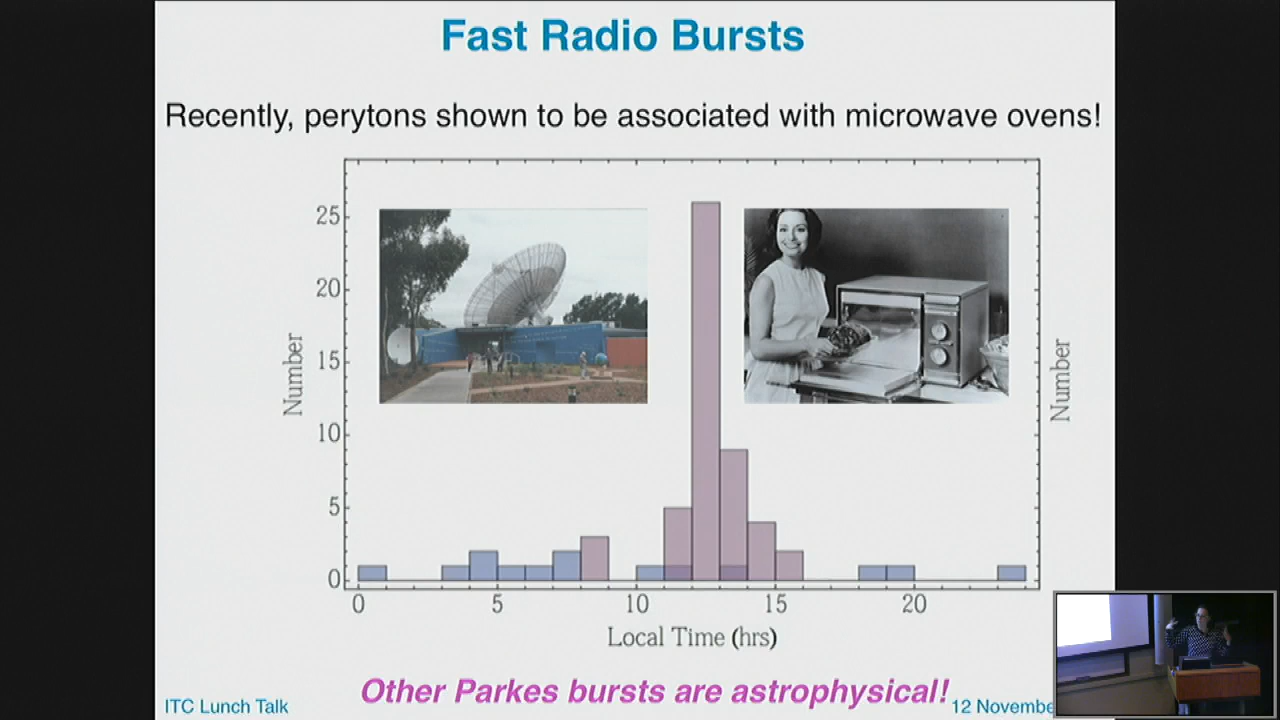 Fast Radio Bursts
Recently, perytons shown to be associated with microwave ovens!
25
20
15
10
5
0
Number
Number
0 5 10 15 20
Local Time (hrs)
Other Parkes bursts are astrophysical!
ITC Lunch Talk
12 Novembe